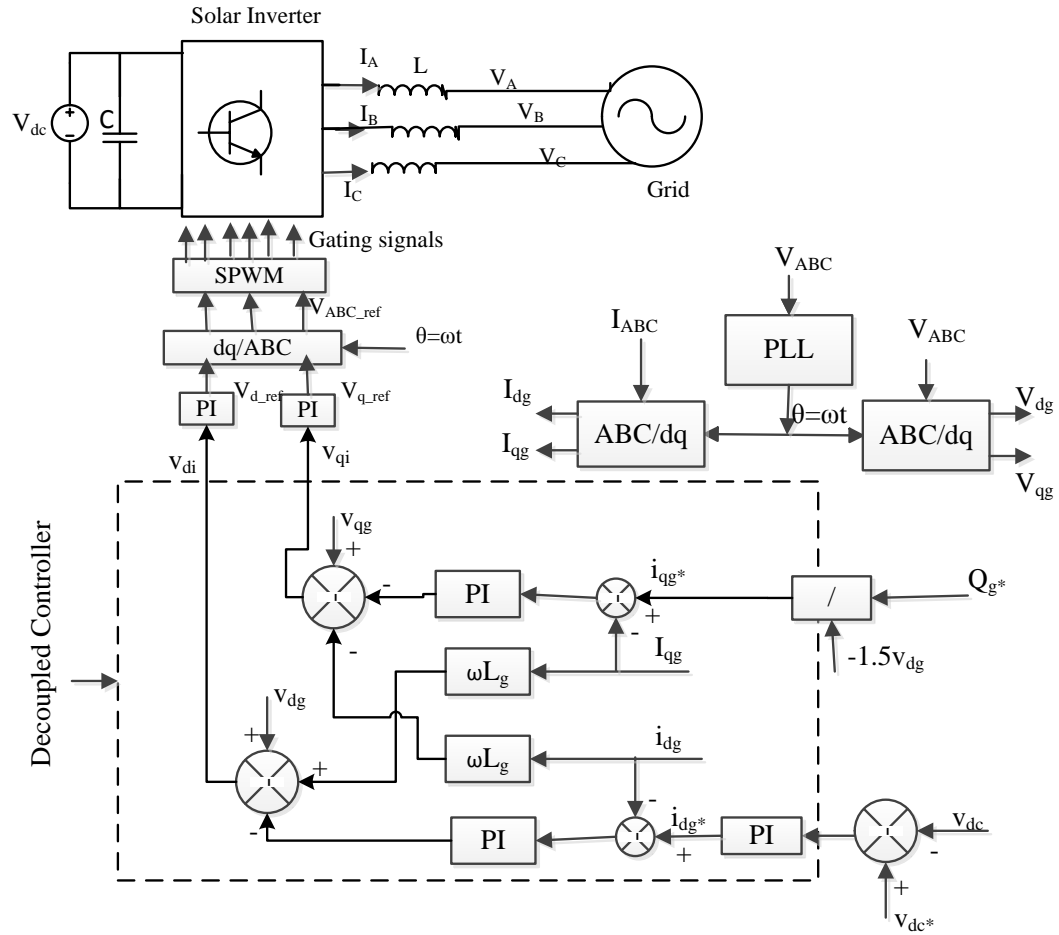 Solar Inverter
I_A
L
V_A
V_dc
+
-
C
I_B
V_B
I_C
V_C
Grid
Gating signals
SPWM
V_ABC_ref
dq/ABC
θ=ωt
V_d_ref
V_q_ref
PI
PI
v_di
v_qi
V_ABC
PLL
I_ABC
V_ABC
I_dg
ABC/dq
θ=ωt
ABC/dq
V_dg
I_qg
V_qg
Decoupled Controller
v_qg
+
-
-
PI
i_qg*
+
-
/
Q_g*
-1.5v_dg
I_qg
ωL_g
v_dg
+
+
-
ωL_g
i_dg
-
PI
i_dg*
+
PI
v_dc
-
+
v_dc*